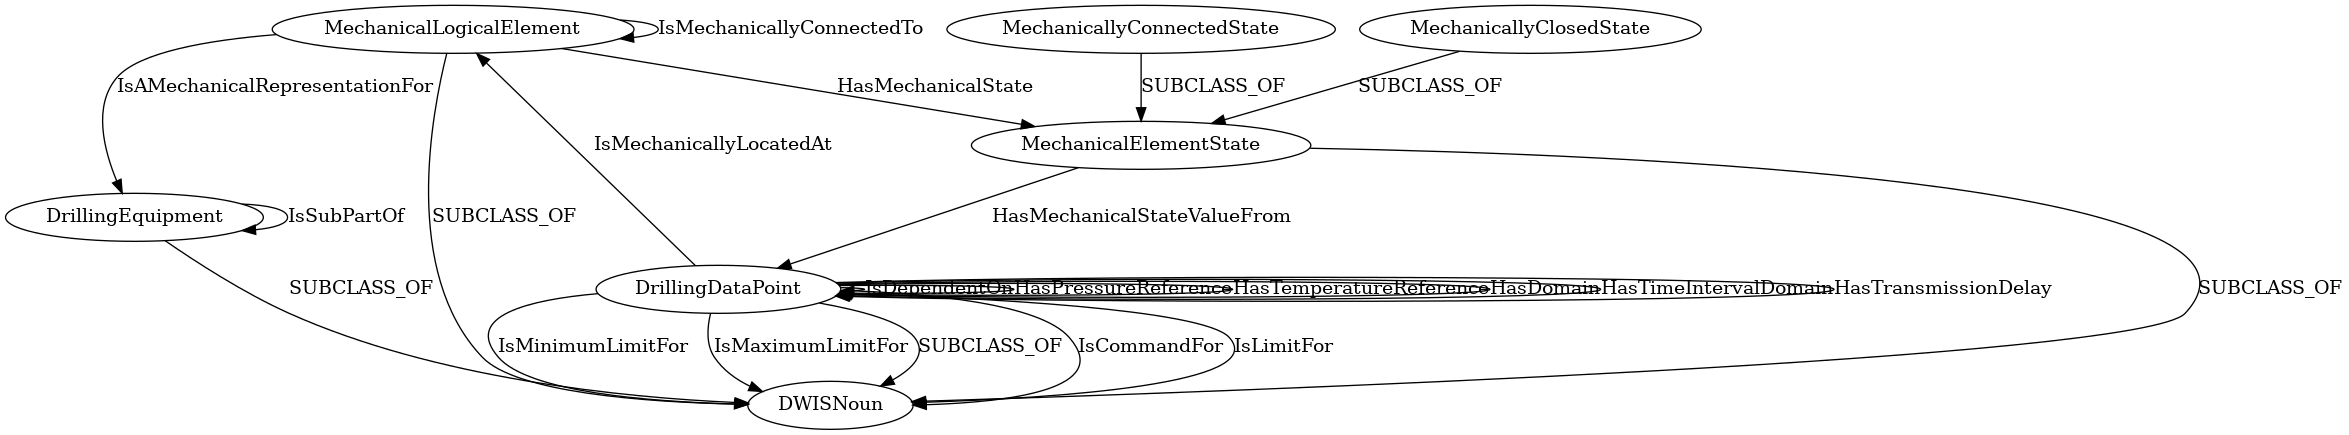 MechanicalLogicalElement
IsMechanicallyConnectedTo
MechanicallyConnectedState
MechanicallyClosedState
IsAMechanicalRepresentationFor
HasMechanicalState
SUBCLASS_OF
SUBCLASS_OF
IsMechanicallyLocatedAt
MechanicalElementState
DrillingEquipment
IsSubPartOf
SUBCLASS_OF
HasMechanicalStateValueFrom
SUBCLASS_OF
DrillingDataPoint
IsDependentOn
HasPressureReference
HasTemperatureReference
HasDomain
HasTimeIntervalDomain
HasTransmissionDelay
SUBCLASS_OF
IsMinimumLimitFor
IsMaximumLimitFor
SUBCLASS_OF
IsCommandFor
IsLimitFor
DWISNoun